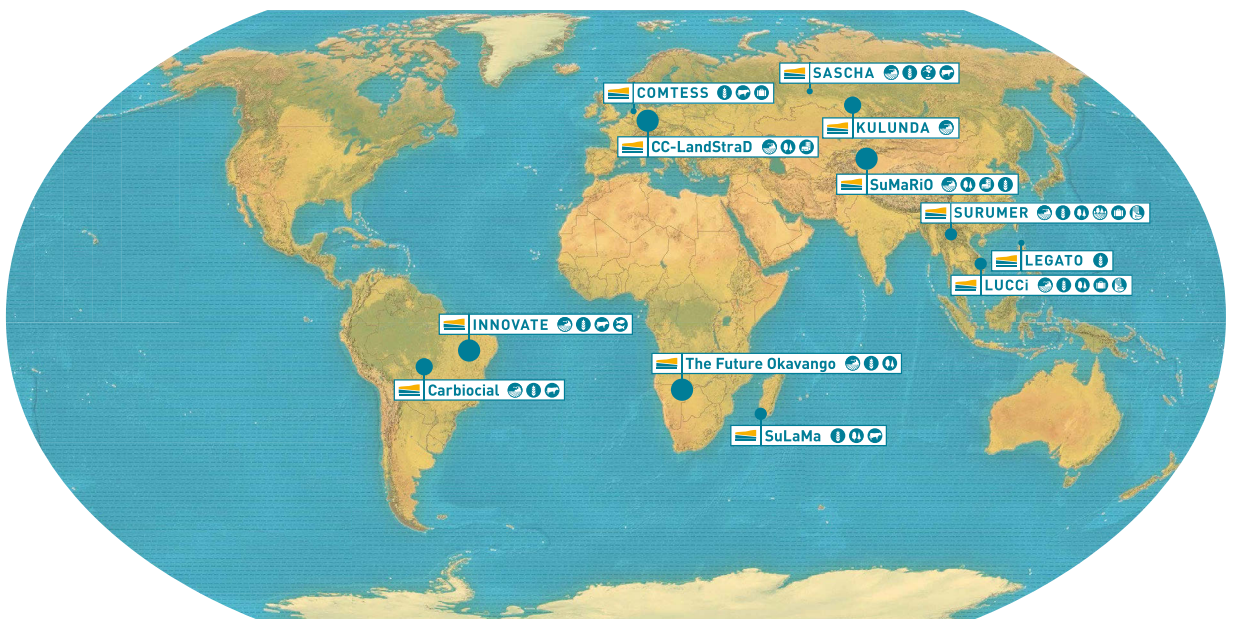 SASCHA
COMTESS
KULUNDA
CC-LandStraD
SuMaRiO
SURUMER
LEGATO
LUCCi
INNOVATE
The Future Okavango
Carbiocial
SuLaMa